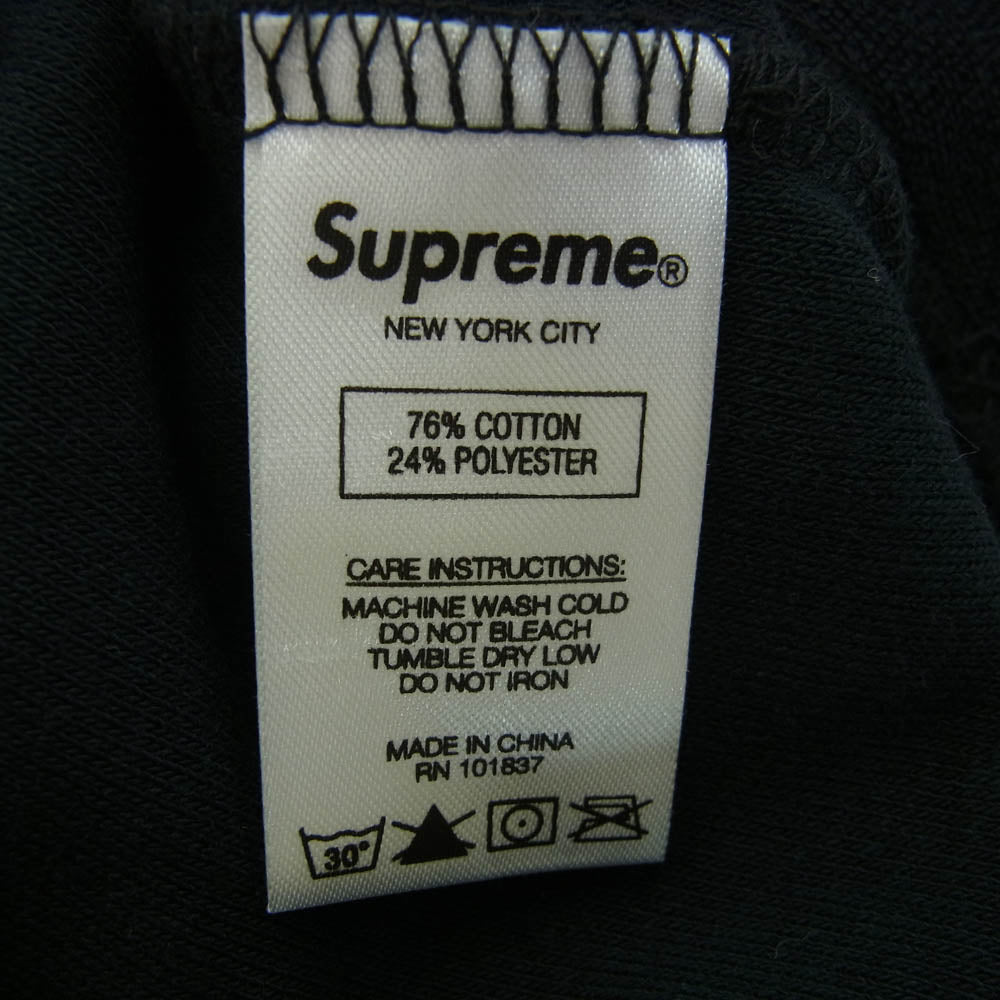 Supreme®
NEW YORK CITY
76% COTTON
24% POLYESTER
CARE INSTRUCTIONS:
MACHINE WASH COLD
DO NOT BLEACH
TUMBLE DRY LOW
DO NOT IRON
MADE IN CHINA
RN 101837
30°